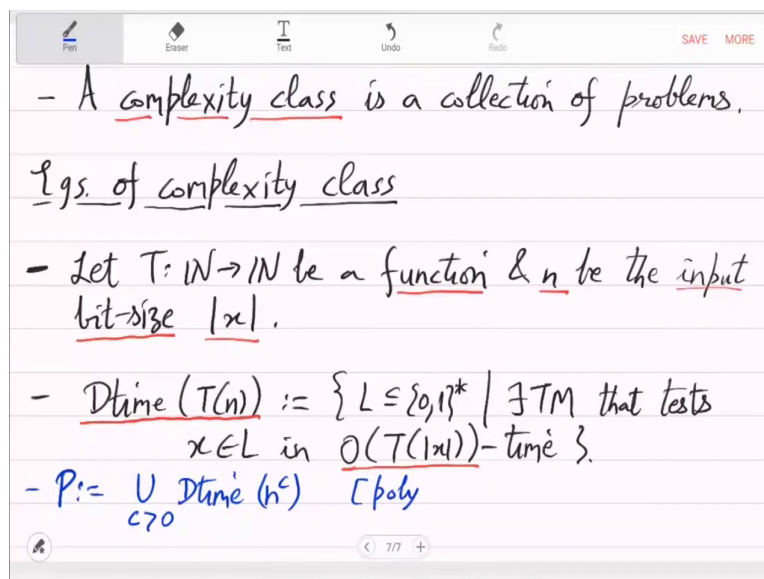 Pen
Eraser
T
Text
Undo
Redo
SAVE MORE
- A complexity class is a collection of problems.
Egs. of complexity class
- Let T: ℕ→ℕ be a function & n be the input
bit-size |x|.
- Dtime (T(n)) := { L ⊆ {0,1}* | ∃ TM that tests
x∈L in O(T(|x|))-time }.
- P := ∪ Dtime (n^c) [poly
c>0
7/7